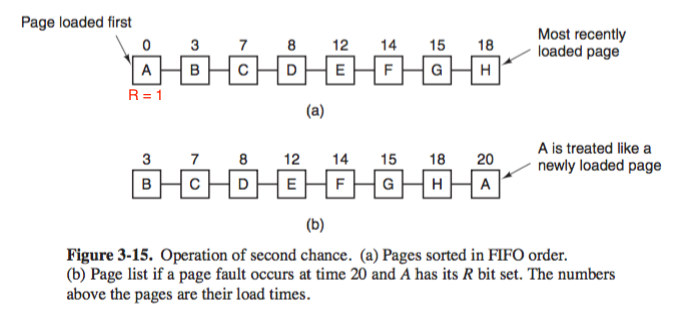 Page loaded first
0 3 7 8 12 14 15 18
Most recently
loaded page
A B C D E F G H
R = 1
(a)
3 7 8 12 14 15 18 20
A is treated like a
newly loaded page
B C D E F G H A
(b)
Figure 3-15. Operation of second chance. (a) Pages sorted in FIFO order.
(b) Page list if a page fault occurs at time 20 and A has its R bit set. The numbers
above the pages are their load times.